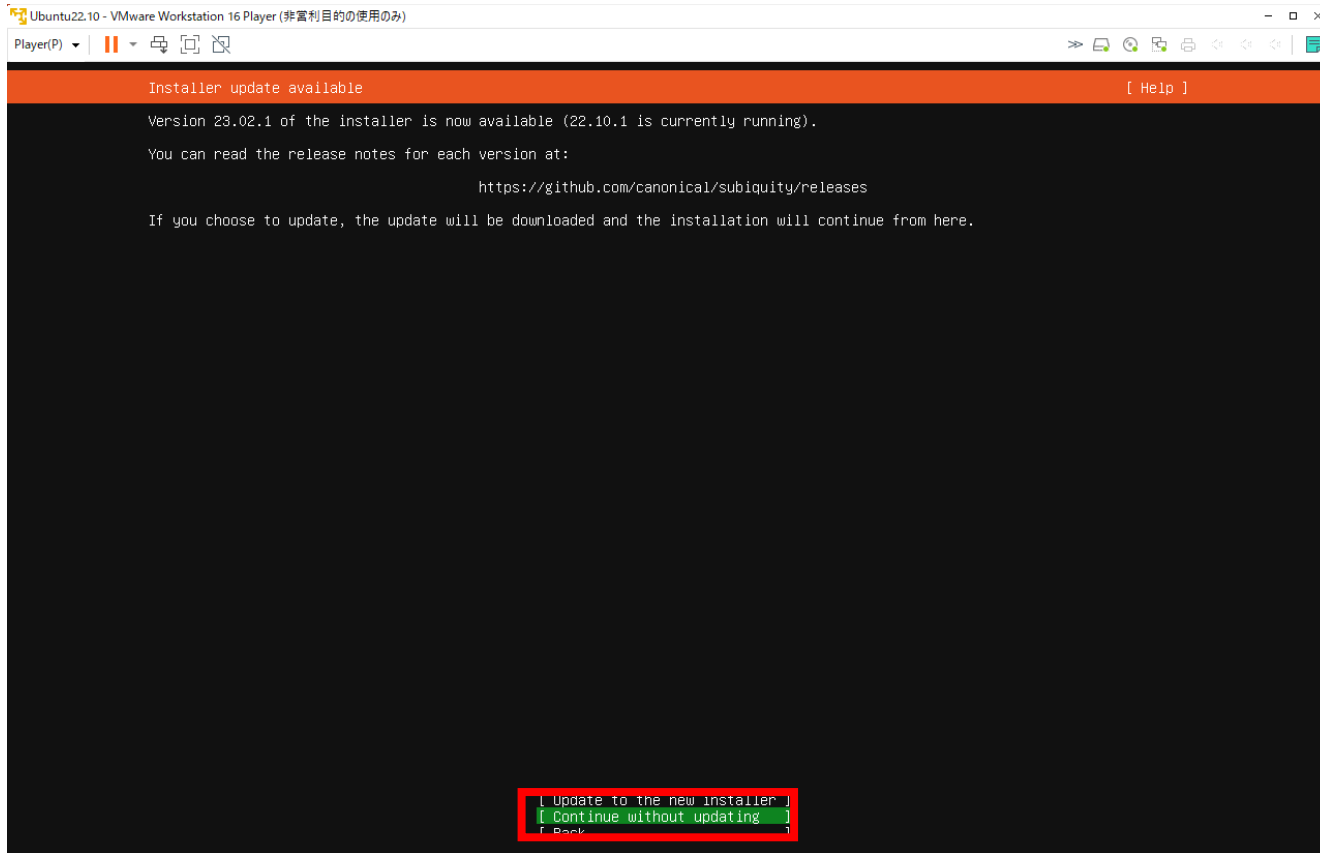 Ubuntu22.10 - VMware Workstation 16 Player (非営利目的の使用のみ)
Player(P)
Installer update available [ Help ]
Version 23.02.1 of the installer is now available (22.10.1 is currently running).
You can read the release notes for each version at:
https://github.com/canonical/subiquity/releases
If you choose to update, the update will be downloaded and the installation will continue from here.
[ Update to the new installer ]
[ Continue without updating ]
[ Back ]